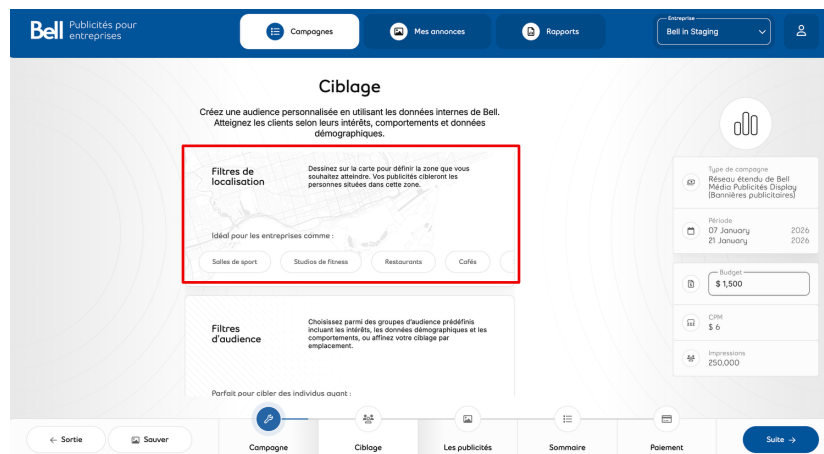 Bell
Publicités pour
entreprises
Campagnes
Mes annonces
Rapports
Entreprise
Bell in Staging
Ciblage
Créez une audience personnalisée en utilisant les données internes de Bell.
Atteignez les clients selon leurs intérêts, comportements et données
démographiques.
Filtres de
localisation
Dessinez sur la carte pour définir la zone que vous
souhaitez atteindre. Vos publicités cibleront les
personnes situées dans cette zone.
Idéal pour les entreprises comme :
Salles de sport
Studios de fitness
Restaurants
Cafés
Filtres
d'audience
Choisissez parmi des groupes d'audience prédéfinis
incluant les intérêts, les données démographiques et les
comportements, ou affinez votre ciblage par
emplacement.
Parfait pour cibler des individus ayant :
Type de campagne
Réseau étendu de Bell
Média Publicités Display
(Bannières publicitaires)
Période
07 January 2026
21 January 2026
Budget
$ 1,500
CPM
$ 6
Impressions
250,000
← Sortie
Sauver
Campagne
Ciblage
Les publicités
Sommaire
Paiement
Suite →